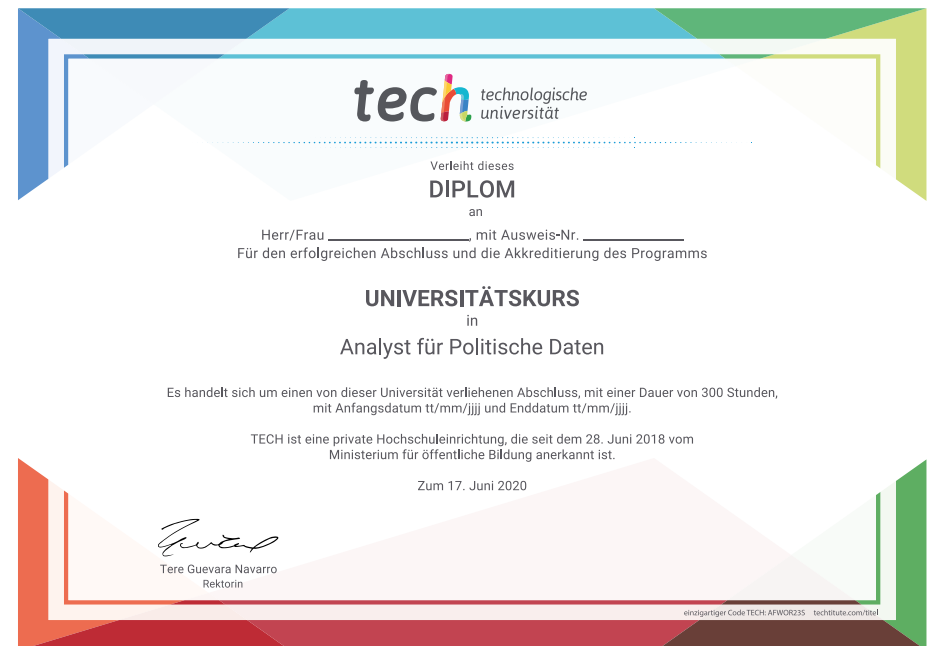 tech technologische
universität
Verleiht dieses
DIPLOM
an
Herr/Frau ____________________, mit Ausweis-Nr. ______________
Für den erfolgreichen Abschluss und die Akkreditierung des Programms
UNIVERSITÄTSKURS
in
Analyst für Politische Daten
Es handelt sich um einen von dieser Universität verliehenen Abschluss, mit einer Dauer von 300 Stunden,
mit Anfangsdatum tt/mm/jjjj und Enddatum tt/mm/jjjj.
TECH ist eine private Hochschuleinrichtung, die seit dem 28. Juni 2018 vom
Ministerium für öffentliche Bildung anerkannt ist.
Zum 17. Juni 2020
Tere Guevara Navarro
Rektorin
einzigartiger Code TECH: AFWOR23S techtitute.com/titel